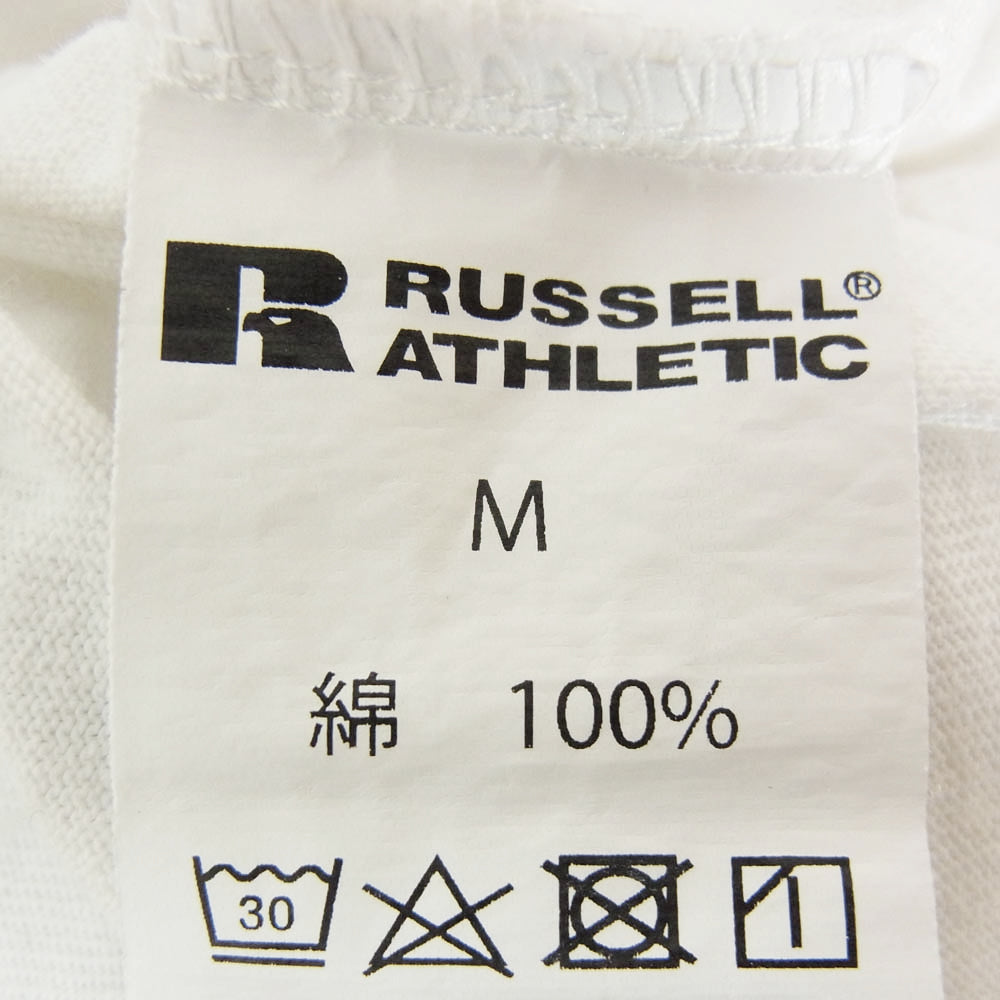 RUSSELL®
ATHLETIC
M
綿 100%
30